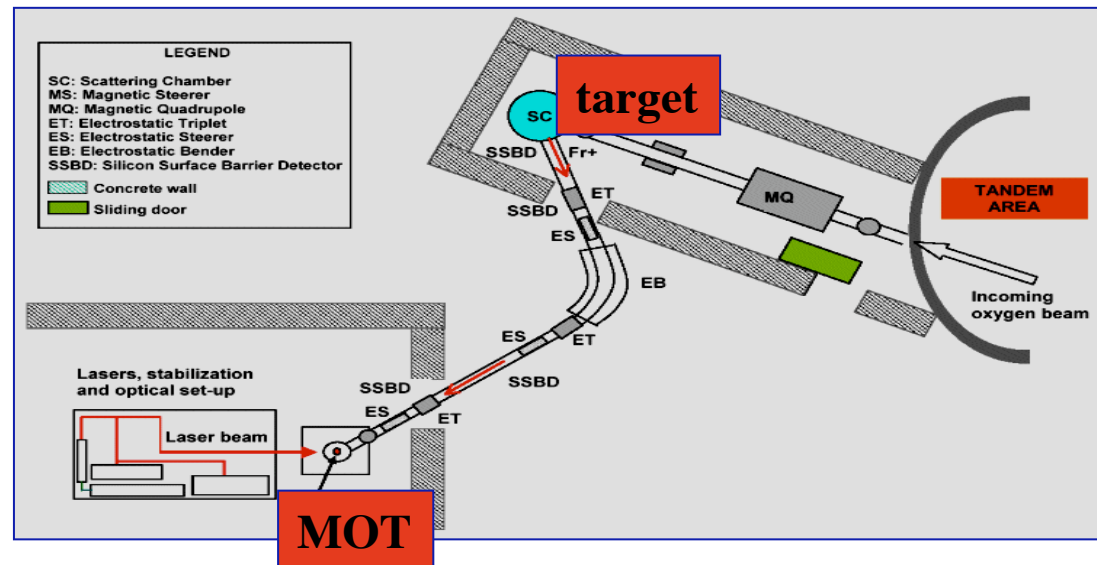 LEGEND
SC: Scattering Chamber
MS: Magnetic Steerer
MQ: Magnetic Quadrupole
ET: Electrostatic Triplet
ES: Electrostatic Steerer
EB: Electrostatic Bender
SSBD: Silicon Surface Barrier Detector
Concrete wall
Sliding door
target
SC
SSBD
Fr+
ET
SSBD
ES
MQ
TANDEM
AREA
EB
Incoming
oxygen beam
ES
ET
SSBD
Lasers, stabilization
and optical set-up
SSBD
ES
ET
Laser beam
MOT